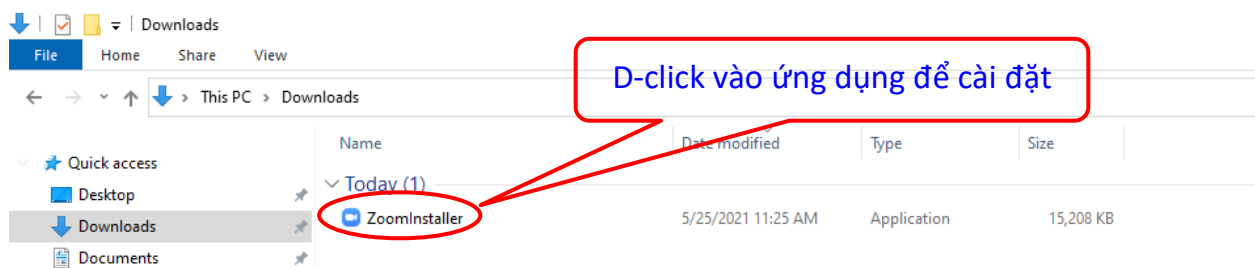 Downloads
File Home Share View
D-click vào ứng dụng để cài đặt
This PC > Downloads
Name Date modified Type Size
Quick access
Today (1)
Desktop
ZoomInstaller 5/25/2021 11:25 AM Application 15,208 KB
Downloads
Documents